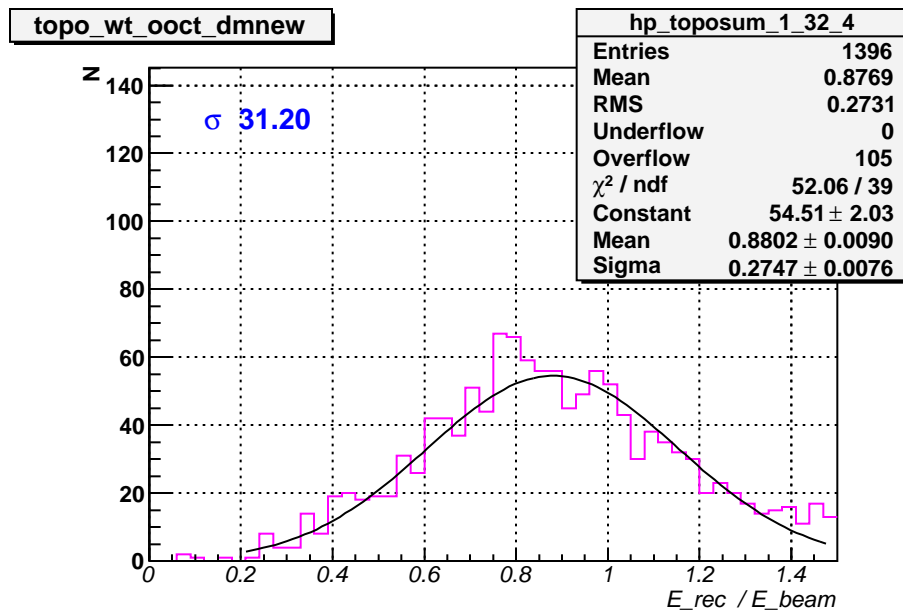 topo_wt_ooct_dmnew
hp_toposum_1_32_4
Entries 1396
Mean 0.8769
RMS 0.2731
Underflow 0
Overflow 105
χ² / ndf 52.06 / 39
Constant 54.51 ± 2.03
Mean 0.8802 ± 0.0090
Sigma 0.2747 ± 0.0076
σ 31.20
N
140
120
100
80
60
40
20
0
0 0.2 0.4 0.6 0.8 1 1.2 1.4
E_rec / E_beam